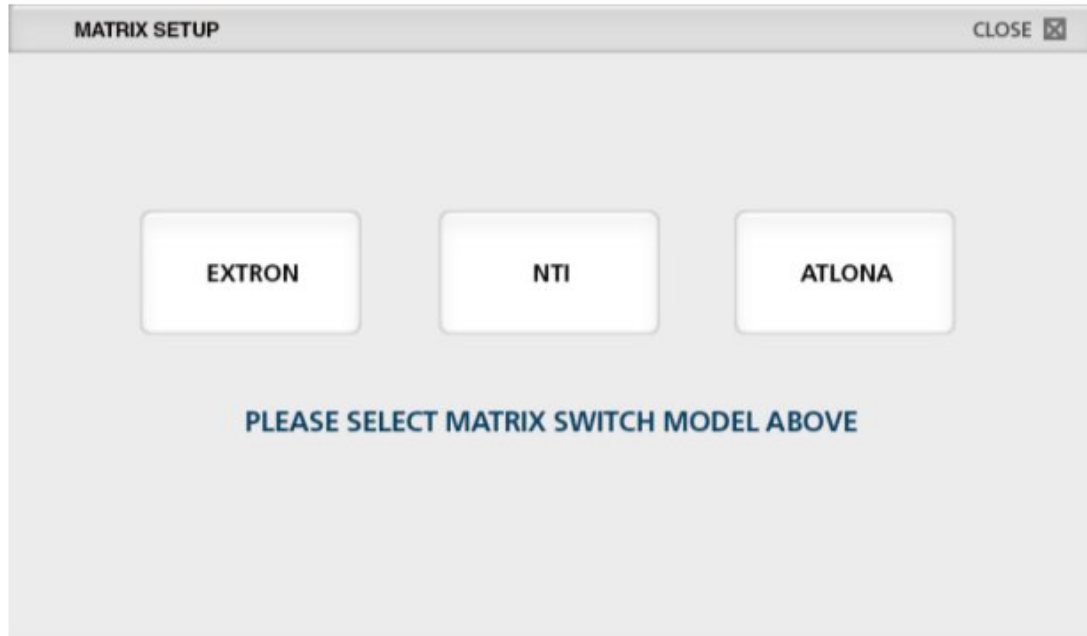 MATRIX SETUP CLOSE
EXTRON NTI ATLONA
PLEASE SELECT MATRIX SWITCH MODEL ABOVE